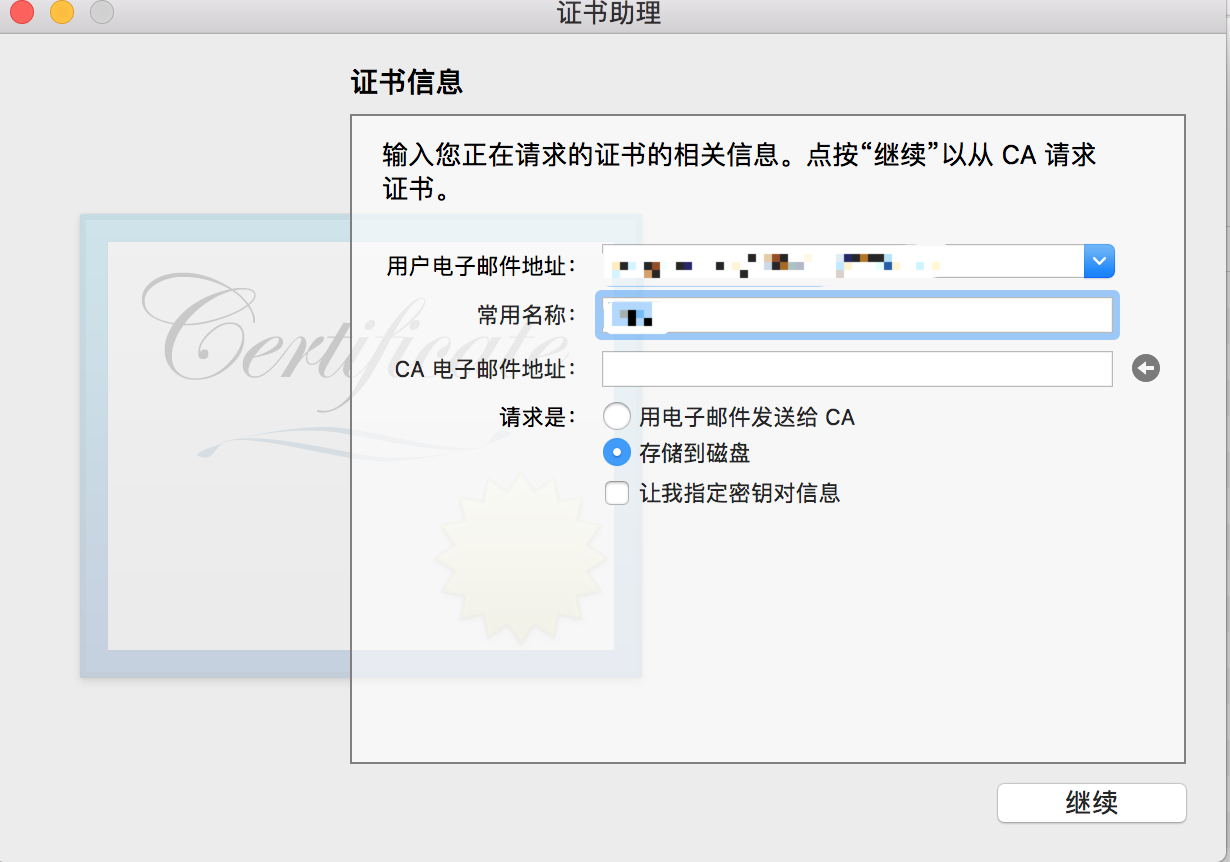 证书助理
证书信息
输入您正在请求的证书的相关信息。点按“继续”以从 CA 请求
证书。
用户电子邮件地址：
常用名称：
Certificate
CA 电子邮件地址：
请求是：
用电子邮件发送给 CA
存储到磁盘
让我指定密钥对信息
继续